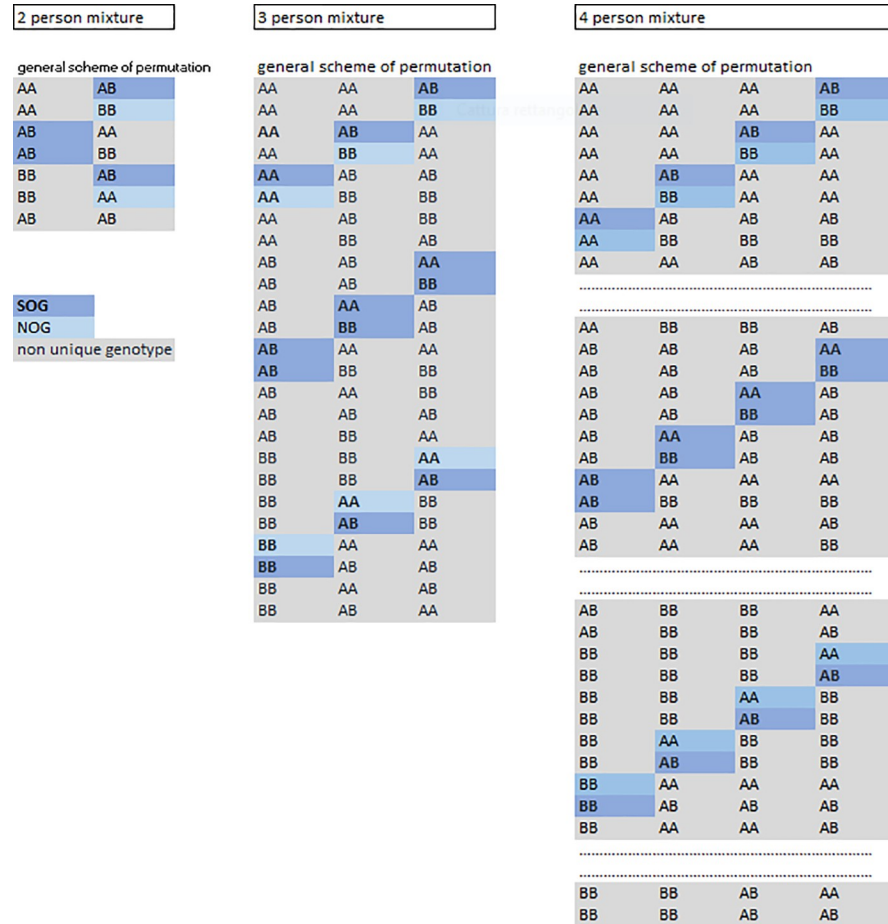 2 person mixture
general scheme of permutation
AA AB
AA BB
AB AA
AB BB
BB AB
BB AA
AB AB
SOG
NOG
non unique genotype
3 person mixture
general scheme of permutation
AA AA AB
AA AA BB
AA AB AA
AA BB AA
AA AB AB
AA BB BB
AA AB BB
AA BB AB
AB AB AA
AB AB BB
AB AA AB
AB BB AB
AB AA AA
AB BB BB
AB AA BB
AB BB AA
BB BB AA
BB BB AB
BB AA BB
BB AB BB
BB AA AA
BB AB AB
BB AA AB
BB AB AA
4 person mixture
general scheme of permutation
AA AA AA AB
AA AA AA BB
AA AA AB AA
AA AA BB AA
AA AB AA AA
AA BB AA AA
AA AB AB AB
AA BB BB BB
AA AA AB AB
AA BB BB AB
AB AB AB AA
AB AB AB BB
AB AB AA AB
AB AB BB AB
AB AA AB AB
AB BB AB AB
AB AA AA AA
AB BB BB BB
AB AA AA AB
AB AA AA BB
AB BB BB AA
AB BB BB AB
BB BB BB AA
BB BB BB AB
BB BB AA BB
BB BB AB BB
BB AA BB BB
BB AB BB BB
BB AA AA AA
BB AB AB AB
BB AA AA AB
BB BB AB AA
BB BB AB AB